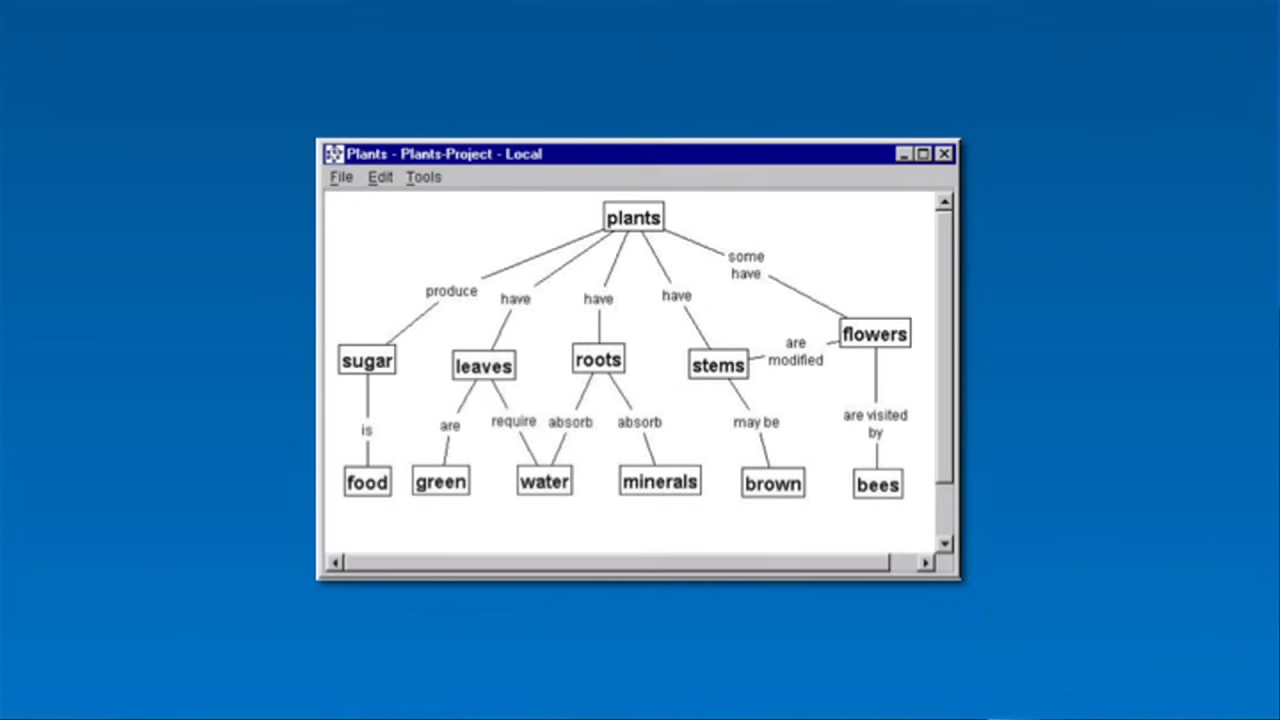 Plants - Plants-Project - Local
File Edit Tools
plants
some
have
produce
have
have
have
flowers
are
modified
sugar
leaves
roots
stems
is
are
require
absorb
absorb
may be
are visited
by
food
green
water
minerals
brown
bees